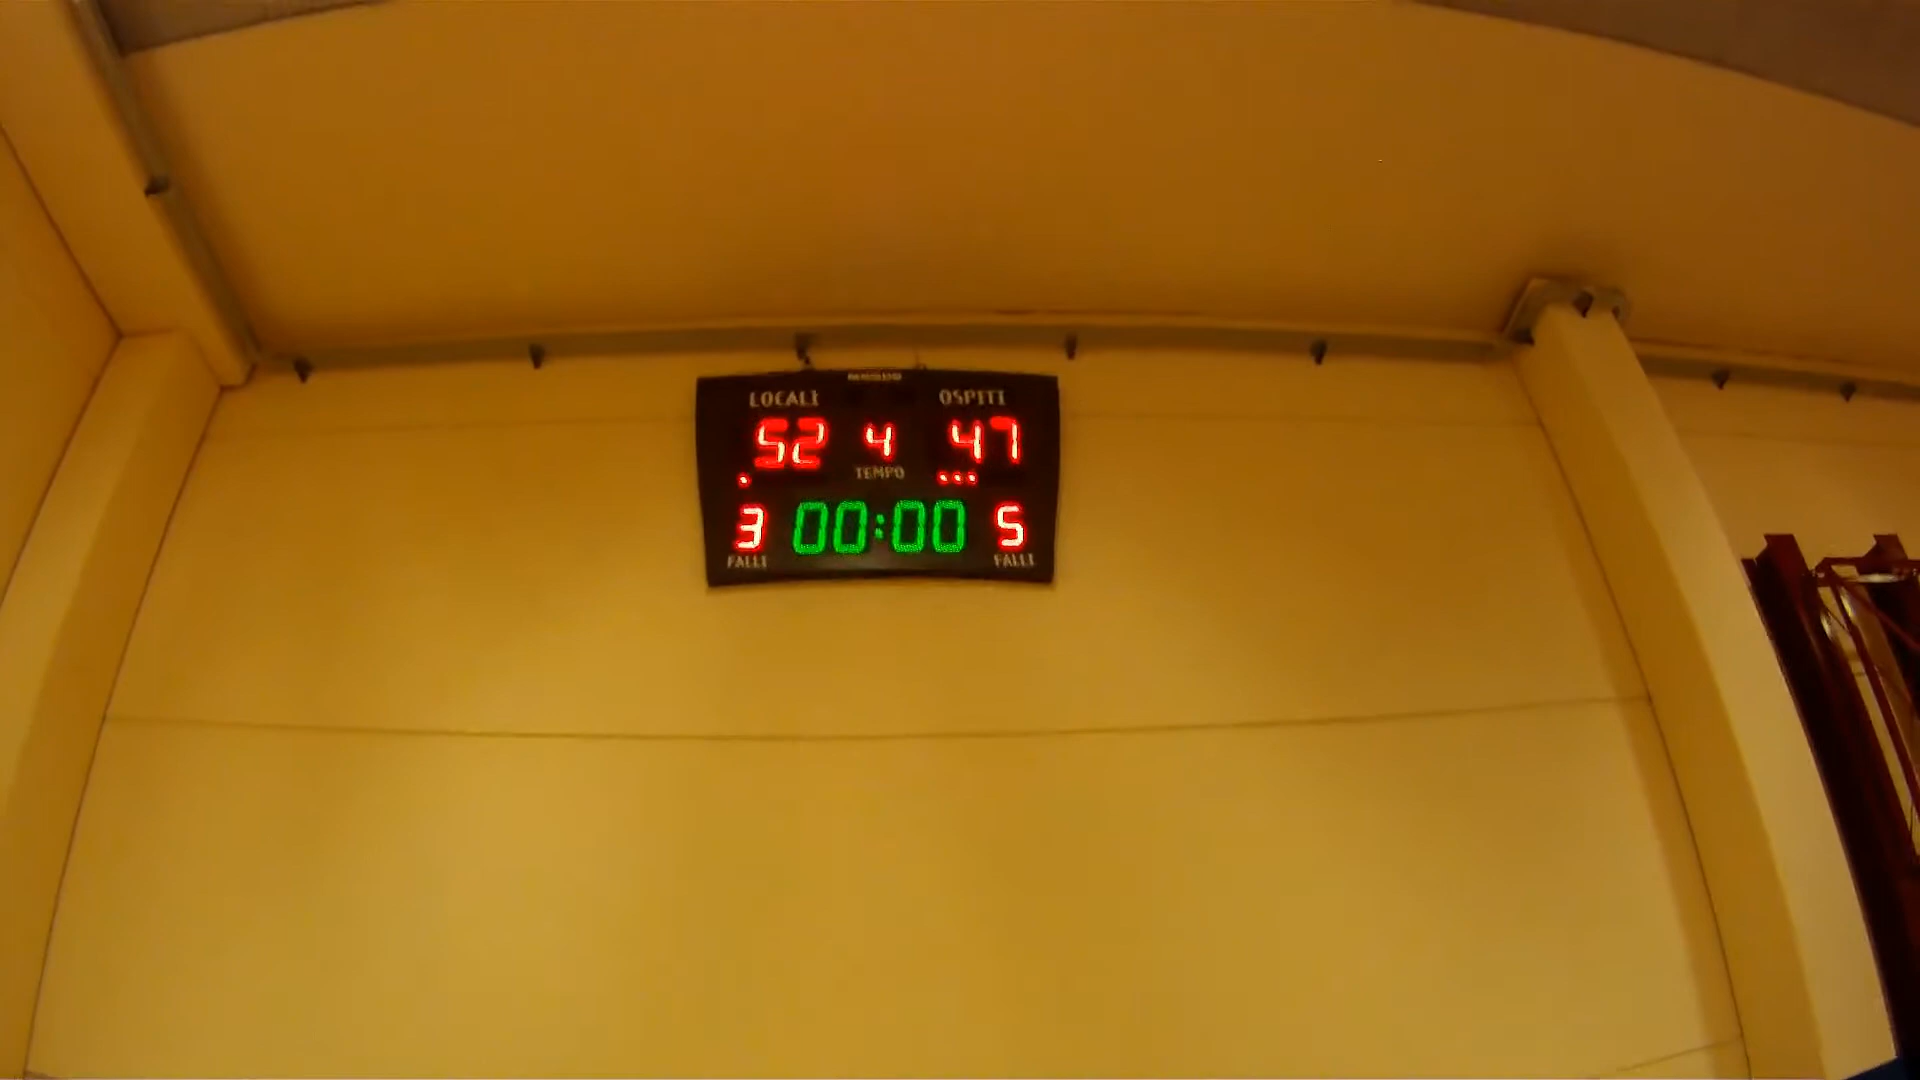 LOCALI OSPITI
52 4 47
TEMPO
3 00:00 5
FALLI FALLI